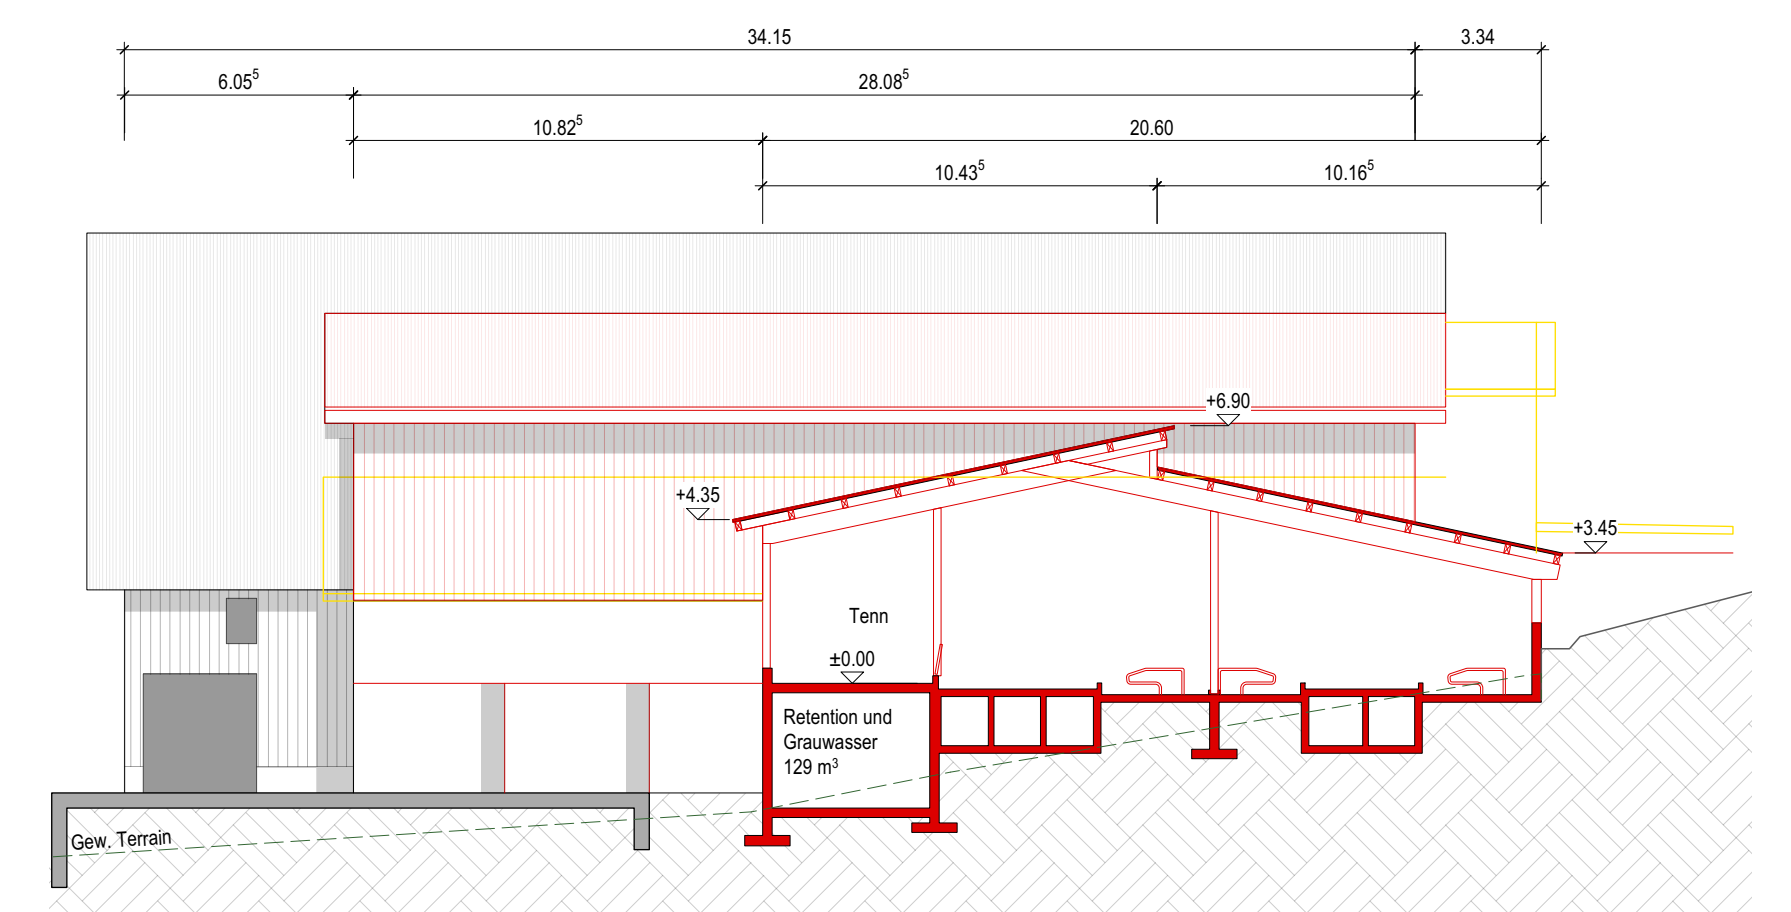 34.15
3.34
6.05⁵
28.08⁵
10.82⁵
20.60
10.43⁵
10.16⁵
+6.90
+4.35
+3.45
Tenn
±0.00
Retention und
Grauwasser
129 m³
Gew. Terrain